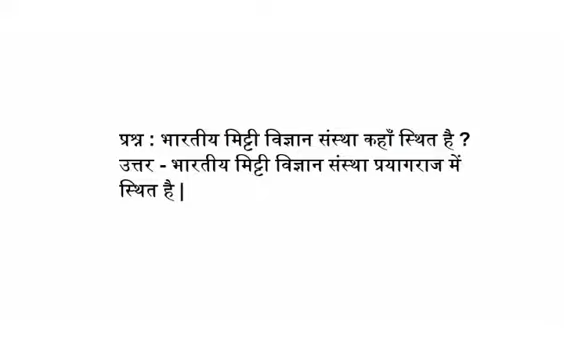 प्रश्न : भारतीय मिट्टी विज्ञान संस्था कहाँ स्थित है ?
उत्तर - भारतीय मिट्टी विज्ञान संस्था प्रयागराज में
स्थित है |